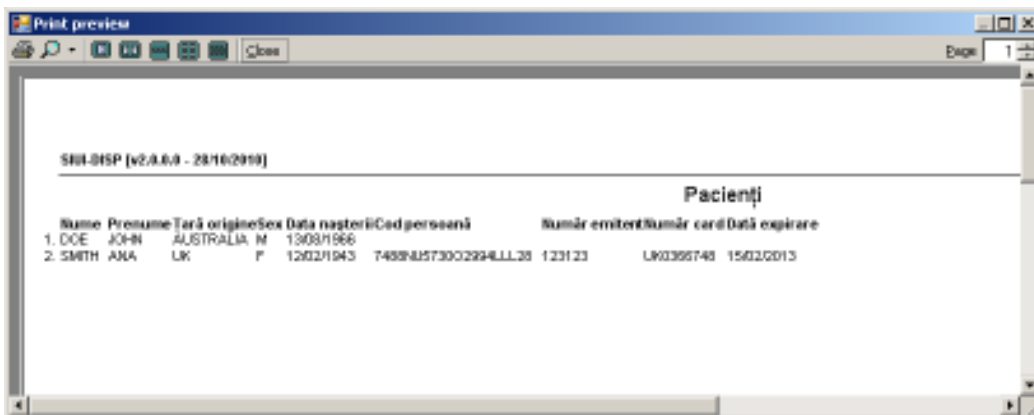 Print preview
Close Page 1
SIUI-DISP [v2.0.0.0 - 28/10/2010]
Pacienți
Nume Prenume Tară origine Sex Data nașterii Cod persoană Număr emitent Număr card Dată expirare
1. DOE JOHN AUSTRALIA M 13/08/1966
2. SMITH ANA UK F 12/02/1943 123123 UK0366748 15/02/2013